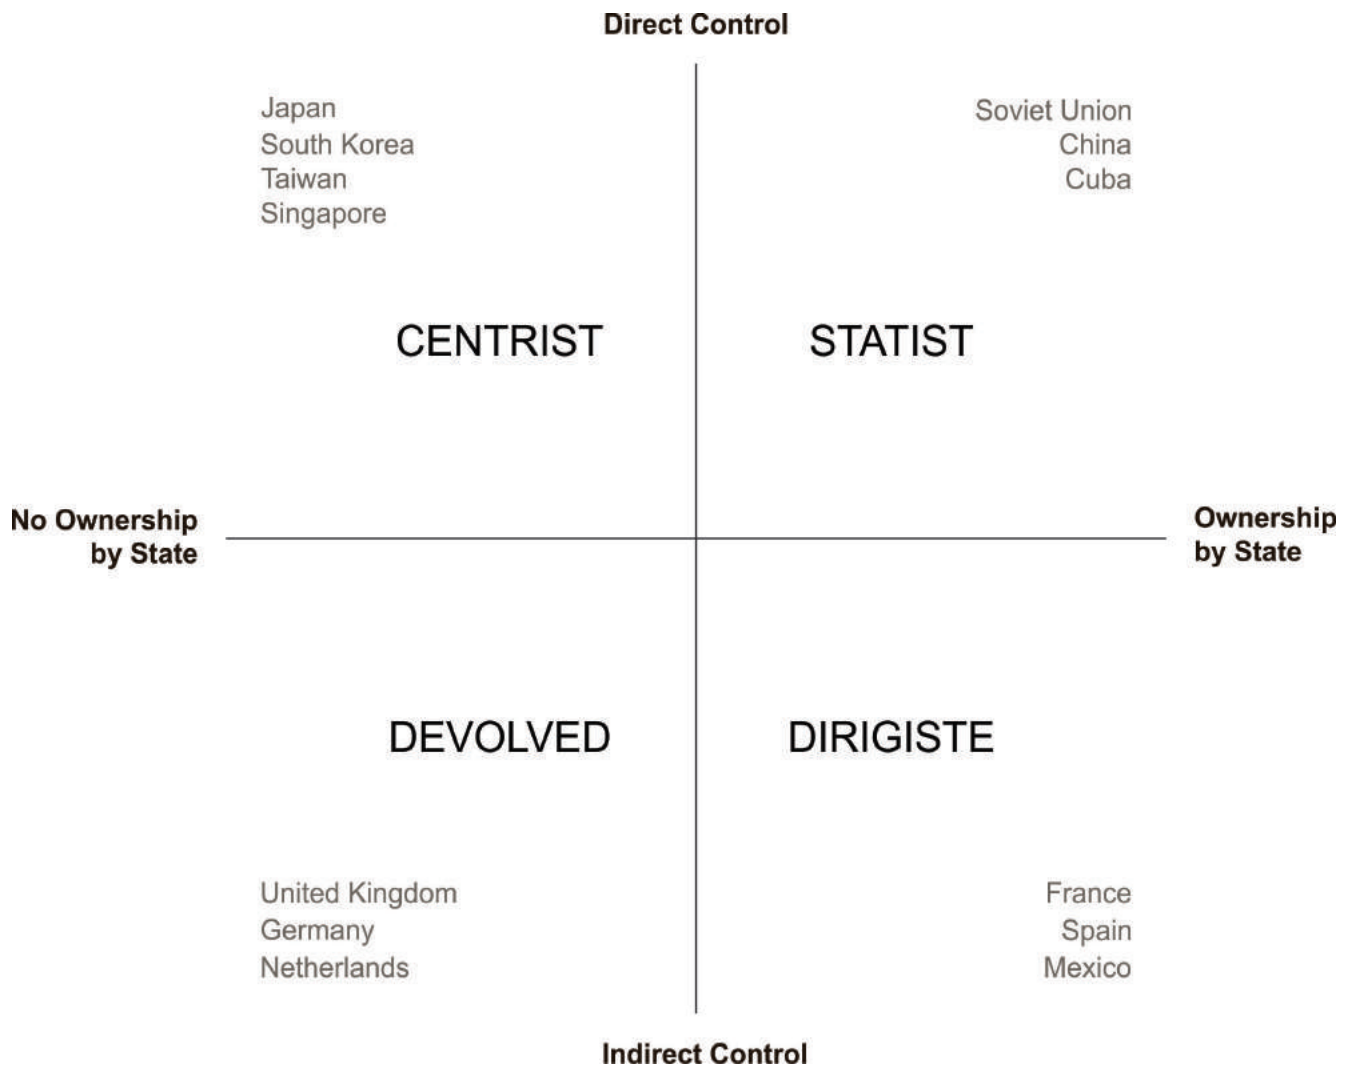 Direct Control
Japan
South Korea
Taiwan
Singapore
Soviet Union
China
Cuba
CENTRIST
STATIST
No Ownership
by State
Ownership
by State
DEVOLVED
DIRIGISTE
United Kingdom
Germany
Netherlands
France
Spain
Mexico
Indirect Control